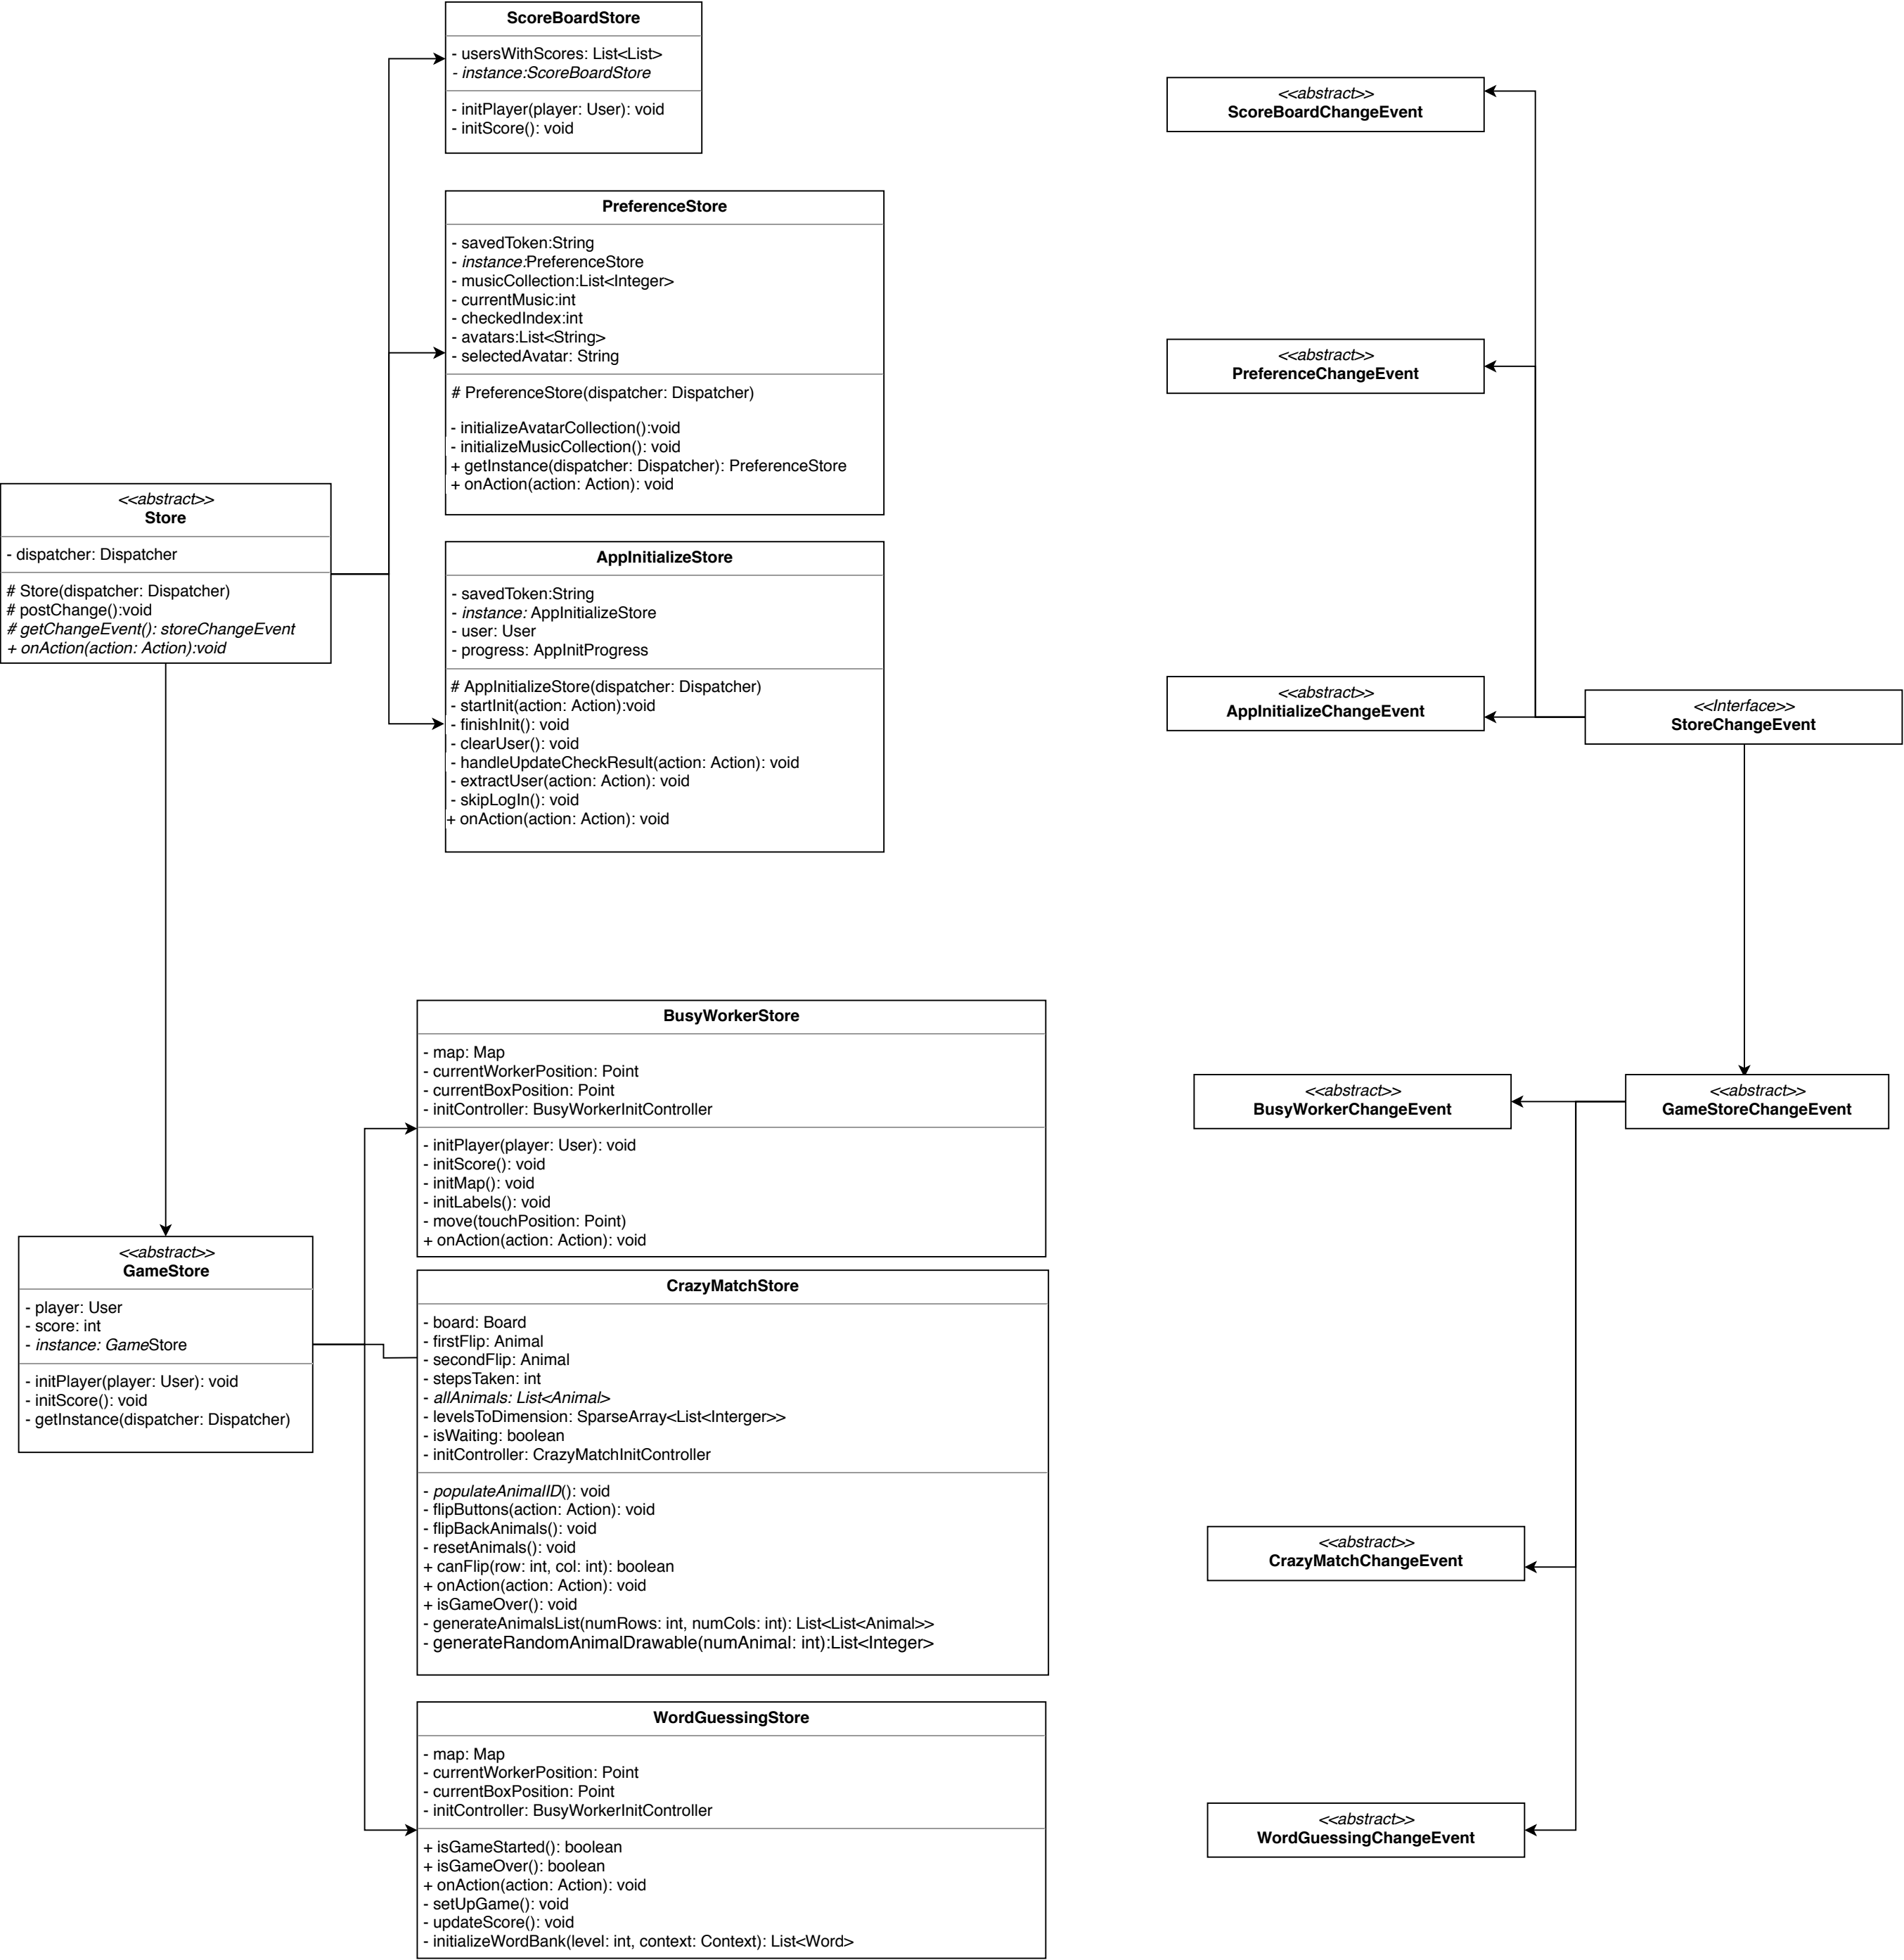 ScoreBoardStore
- usersWithScores: List<List>
- instance:ScoreBoardStore
- initPlayer(player: User): void
- initScore(): void
<<abstract>>
ScoreBoardChangeEvent
PreferenceStore
- savedToken:String
- instance:PreferenceStore
- musicCollection:List<Integer>
- currentMusic:int
- checkedIndex:int
- avatars:List<String>
- selectedAvatar: String
# PreferenceStore(dispatcher: Dispatcher)
- initializeAvatarCollection():void
- initializeMusicCollection(): void
+ getInstance(dispatcher: Dispatcher): PreferenceStore
+ onAction(action: Action): void
<<abstract>>
PreferenceChangeEvent
<<abstract>>
Store
- dispatcher: Dispatcher
# Store(dispatcher: Dispatcher)
# postChange():void
# getChangeEvent(): storeChangeEvent
+ onAction(action: Action):void
AppInitializeStore
- savedToken:String
- instance: AppInitializeStore
- user: User
- progress: AppInitProgress
# AppInitializeStore(dispatcher: Dispatcher)
- startInit(action: Action):void
- finishInit(): void
- clearUser(): void
- handleUpdateCheckResult(action: Action): void
- extractUser(action: Action): void
- skipLogIn(): void
+ onAction(action: Action): void
<<abstract>>
AppInitializeChangeEvent
<<Interface>>
StoreChangeEvent
BusyWorkerStore
- map: Map
- currentWorkerPosition: Point
- currentBoxPosition: Point
- initController: BusyWorkerInitController
- initPlayer(player: User): void
- initScore(): void
- initMap(): void
- initLabels(): void
- move(touchPosition: Point)
+ onAction(action: Action): void
<<abstract>>
BusyWorkerChangeEvent
<<abstract>>
GameStoreChangeEvent
<<abstract>>
GameStore
- player: User
- score: int
- instance: GameStore
- initPlayer(player: User): void
- initScore(): void
- getInstance(dispatcher: Dispatcher)
CrazyMatchStore
- board: Board
- firstFlip: Animal
- secondFlip: Animal
- stepsTaken: int
- allAnimals: List<Animal>
- levelsToDimension: SparseArray<List<Interger>>
- isWaiting: boolean
- initController: CrazyMatchInitController
- populateAnimalID(): void
- flipButtons(action: Action): void
- flipBackAnimals(): void
- resetAnimals(): void
+ canFlip(row: int, col: int): boolean
+ onAction(action: Action): void
+ isGameOver(): void
- generateAnimalsList(numRows: int, numCols: int): List<List<Animal>>
- generateRandomAnimalDrawable(numAnimal: int):List<Integer>
<<abstract>>
CrazyMatchChangeEvent
WordGuessingStore
- map: Map
- currentWorkerPosition: Point
- currentBoxPosition: Point
- initController: BusyWorkerInitController
+ isGameStarted(): boolean
+ isGameOver(): boolean
+ onAction(action: Action): void
- setUpGame(): void
- updateScore(): void
- initializeWordBank(level: int, context: Context): List<Word>
<<abstract>>
WordGuessingChangeEvent